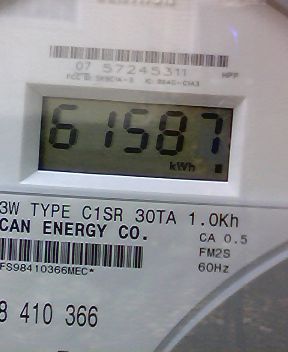 07 57245311
HPP
61587
kWh
3W TYPE C1SR 30TA 1.0Kh
CAN ENERGY CO.
CA 0.5
FM2S
60Hz
FS98410366MEC*
8 410 366